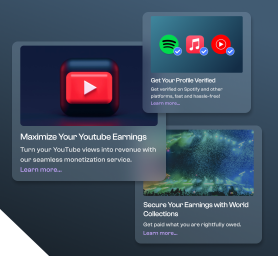 Get Your Profile Verified
Get verified on Spotify and other
platforms, fast and hassle-free!
Learn more...
Maximize Your Youtube Earnings
Turn your YouTube views into revenue with
our seamless monetization service.
Learn more...
Secure Your Earnings with World
Collections
Get paid what you are rightfully owed.
Learn more...